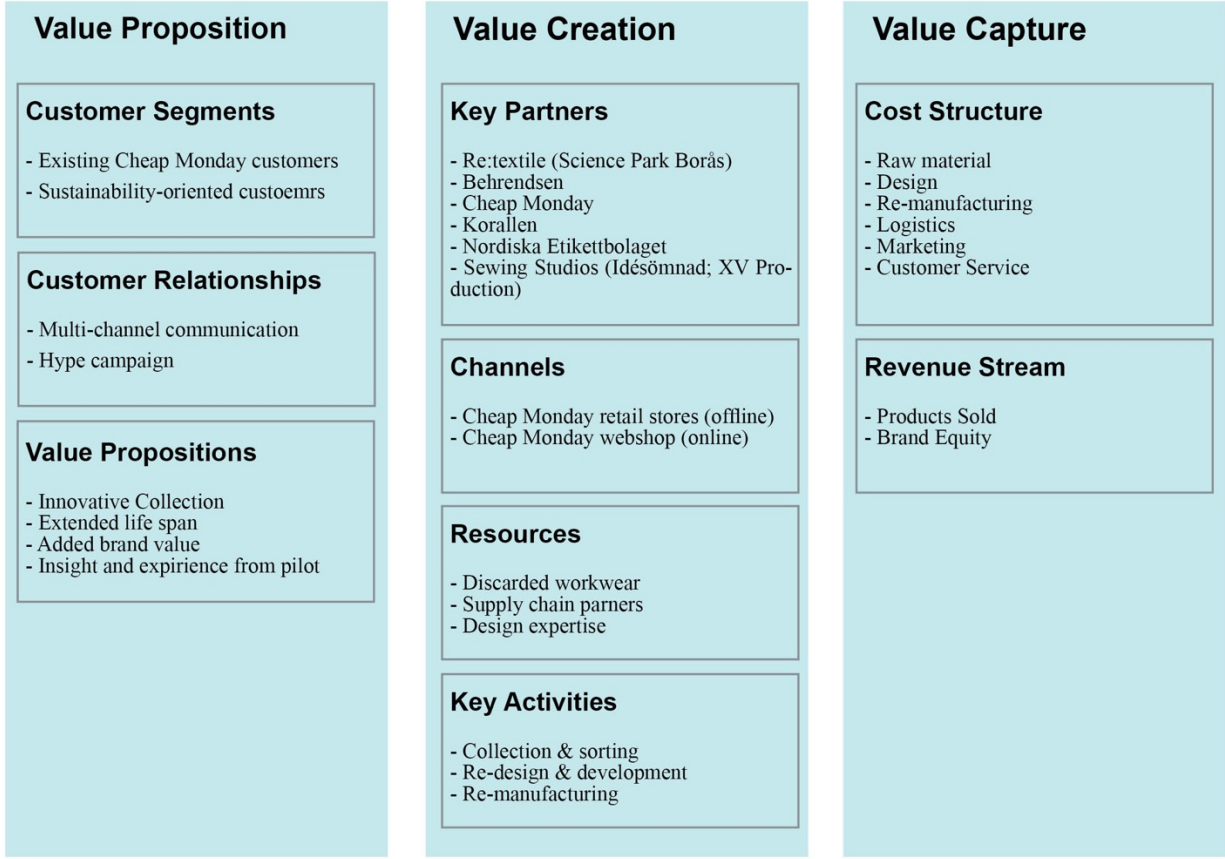 Value Proposition
Customer Segments
- Existing Cheap Monday customers
- Sustainability-oriented custoemrs
Customer Relationships
- Multi-channel communication
- Hype campaign
Value Propositions
- Innovative Collection
- Extended life span
- Added brand value
- Insight and expirience from pilot
Value Creation
Key Partners
- Re:textile (Science Park Borås)
- Behrendsen
- Cheap Monday
- Korallen
- Nordiska Etikettbolaget
- Sewing Studios (Idésömnad; XV Pro-
duction)
Channels
- Cheap Monday retail stores (offline)
- Cheap Monday webshop (online)
Resources
- Discarded workwear
- Supply chain parners
- Design expertise
Key Activities
- Collection & sorting
- Re-design & development
- Re-manufacturing
Value Capture
Cost Structure
- Raw material
- Design
- Re-manufacturing
- Logistics
- Marketing
- Customer Service
Revenue Stream
- Products Sold
- Brand Equity